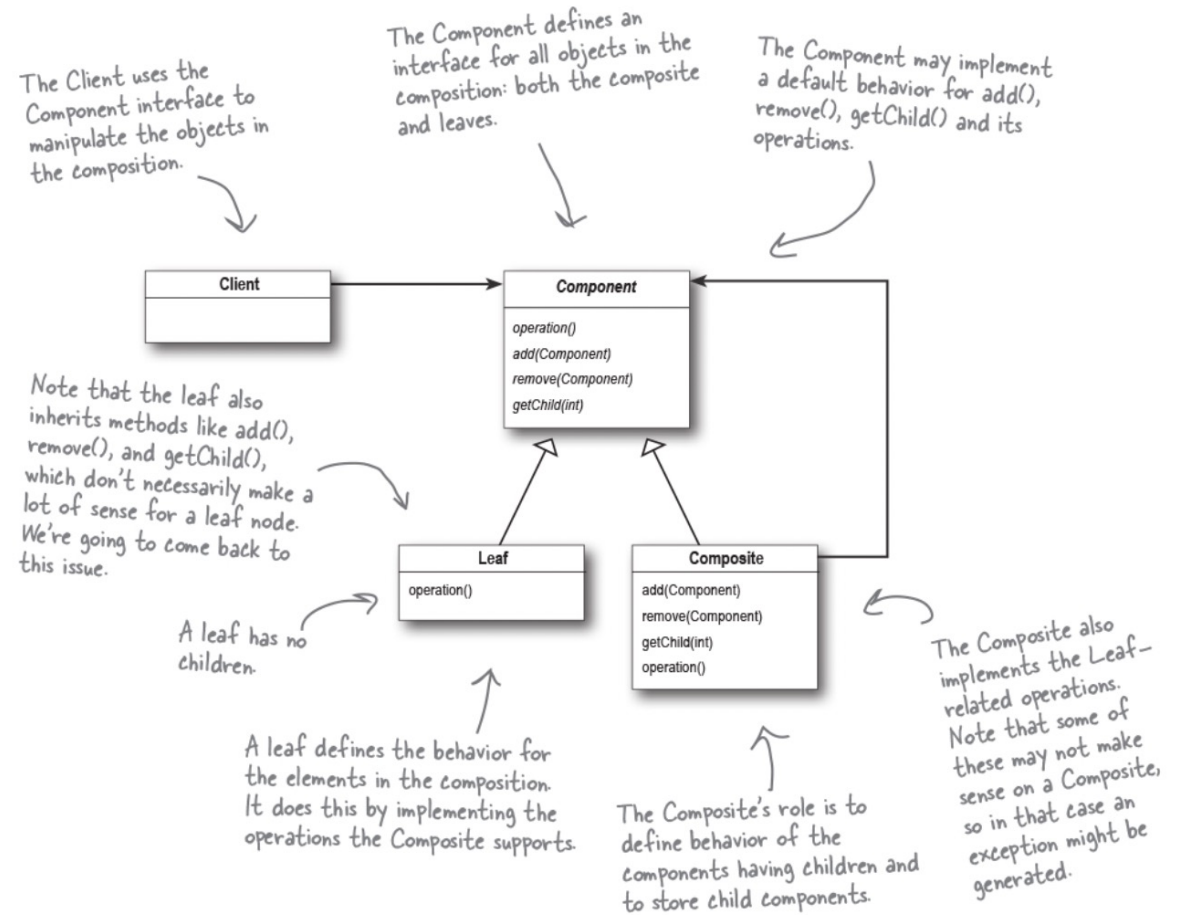 The Client uses the
Component interface to
manipulate the objects in
the composition.
The Component defines an
interface for all objects in the
composition: both the composite
and leaves.
The Component may implement
a default behavior for add(),
remove(), getChild() and its
operations.
Client
Component
operation()
add(Component)
remove(Component)
getChild(int)
Note that the leaf also
inherits methods like add(),
remove(), and getChild(),
which don't necessarily make a
lot of sense for a leaf node.
We're going to come back to
this issue.
Leaf
operation()
Composite
add(Component)
remove(Component)
getChild(int)
operation()
A leaf has no
children.
The Composite also
implements the Leaf-
related operations.
Note that some of
these may not make
sense on a Composite,
so in that case an
exception might be
generated.
A leaf defines the behavior for
the elements in the composition.
It does this by implementing the
operations the Composite supports.
The Composite's role is to
define behavior of the
components having children and
to store child components.